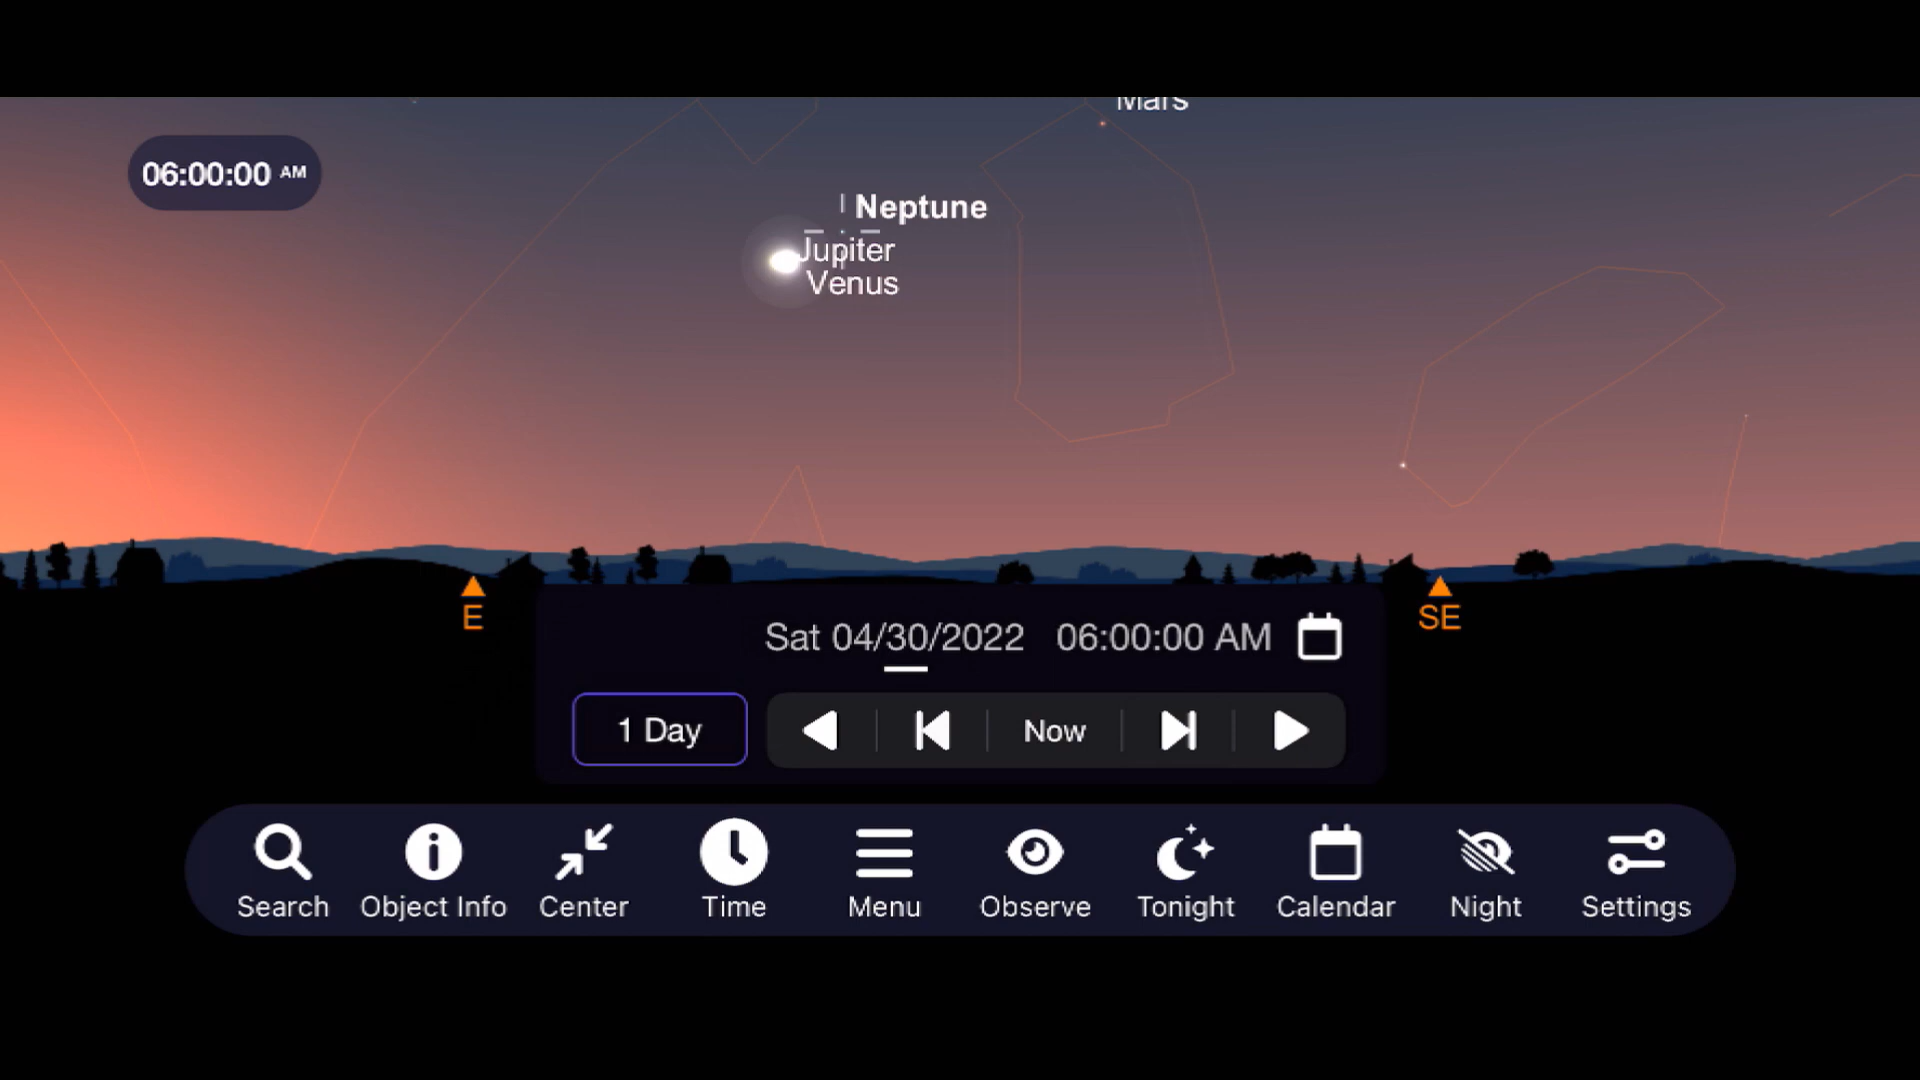 Mars
06:00:00 AM
Neptune
Jupiter
Venus
E
SE
Sat 04/30/2022 06:00:00 AM
1 Day
Now
Search Object Info Center Time Menu Observe Tonight Calendar Night Settings